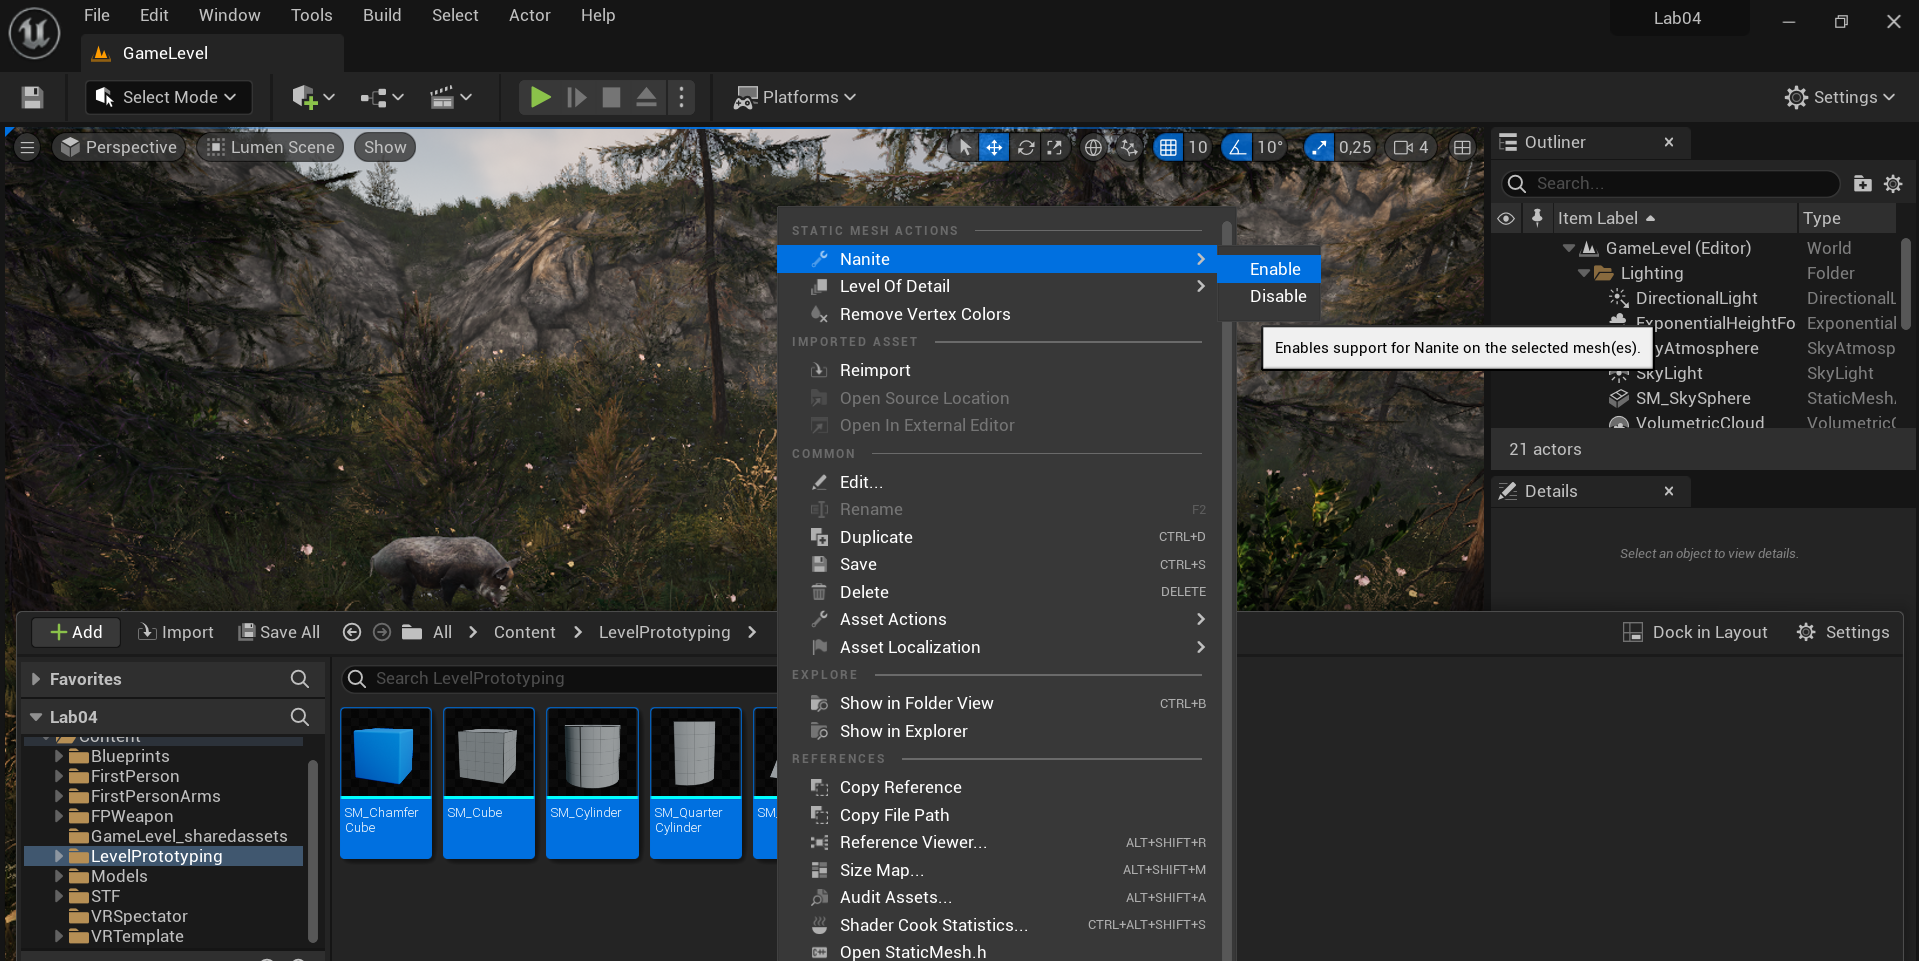 File Edit Window Tools Build Select Actor Help
Lab04
GameLevel
Select Mode
Platforms
Settings
Perspective
Lumen Scene
Show
10
10°
0,25
4
Outliner
Search...
Item Label
Type
GameLevel (Editor) World
Lighting Folder
DirectionalLight DirectionalL
ExponentialHeightFo Exponential
yAtmosphere SkyAtmosp
SkyLight SkyLight
SM_SkySphere StaticMesh
VolumetricCloud VolumetricC
21 actors
Details
Select an object to view details.
STATIC MESH ACTIONS
Nanite
Level Of Detail
Remove Vertex Colors
Enable
Disable
Enables support for Nanite on the selected mesh(es).
IMPORTED ASSET
Reimport
Open Source Location
Open In External Editor
COMMON
Edit...
Rename F2
Duplicate CTRL+D
Save CTRL+S
Delete DELETE
Asset Actions
Asset Localization
EXPLORE
Show in Folder View CTRL+B
Show in Explorer
REFERENCES
Copy Reference
Copy File Path
Reference Viewer... ALT+SHIFT+R
Size Map... ALT+SHIFT+M
Audit Assets... ALT+SHIFT+A
Shader Cook Statistics... CTRL+ALT+SHIFT+S
Open StaticMesh.h
Add
Import
Save All
All
Content
LevelPrototyping
Dock in Layout
Settings
Favorites
Lab04
Content
Blueprints
FirstPerson
FirstPersonArms
FPWeapon
GameLevel_sharedassets
LevelPrototyping
Models
STF
VRSpectator
VRTemplate
Search LevelPrototyping
SM_Chamfer
Cube
SM_Cube
SM_Cylinder
SM_Quarter
Cylinder
SM_